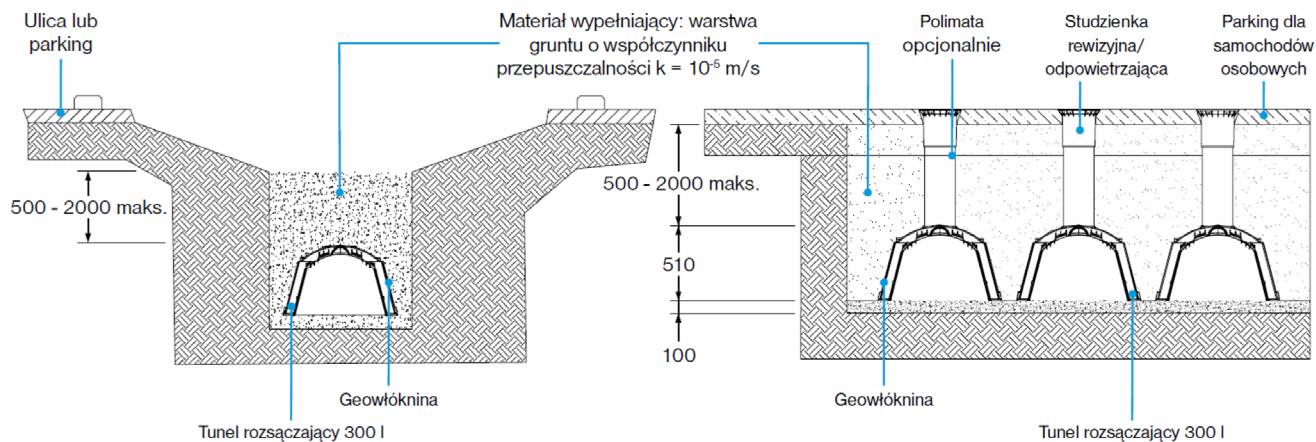 Ulica lub
parking
Materiał wypełniający: warstwa
gruntu o współczynniku
przepuszczalności k = 10⁻⁵ m/s
Polimata
opcjonalnie
Studzienka
rewizyjna/
odpowietrzająca
Parking dla
samochodów
osobowych
500 - 2000 maks.
500 - 2000 maks.
510
100
Geowłóknina
Tunel rozsączający 300 l
Geowłóknina
Tunel rozsączający 300 l